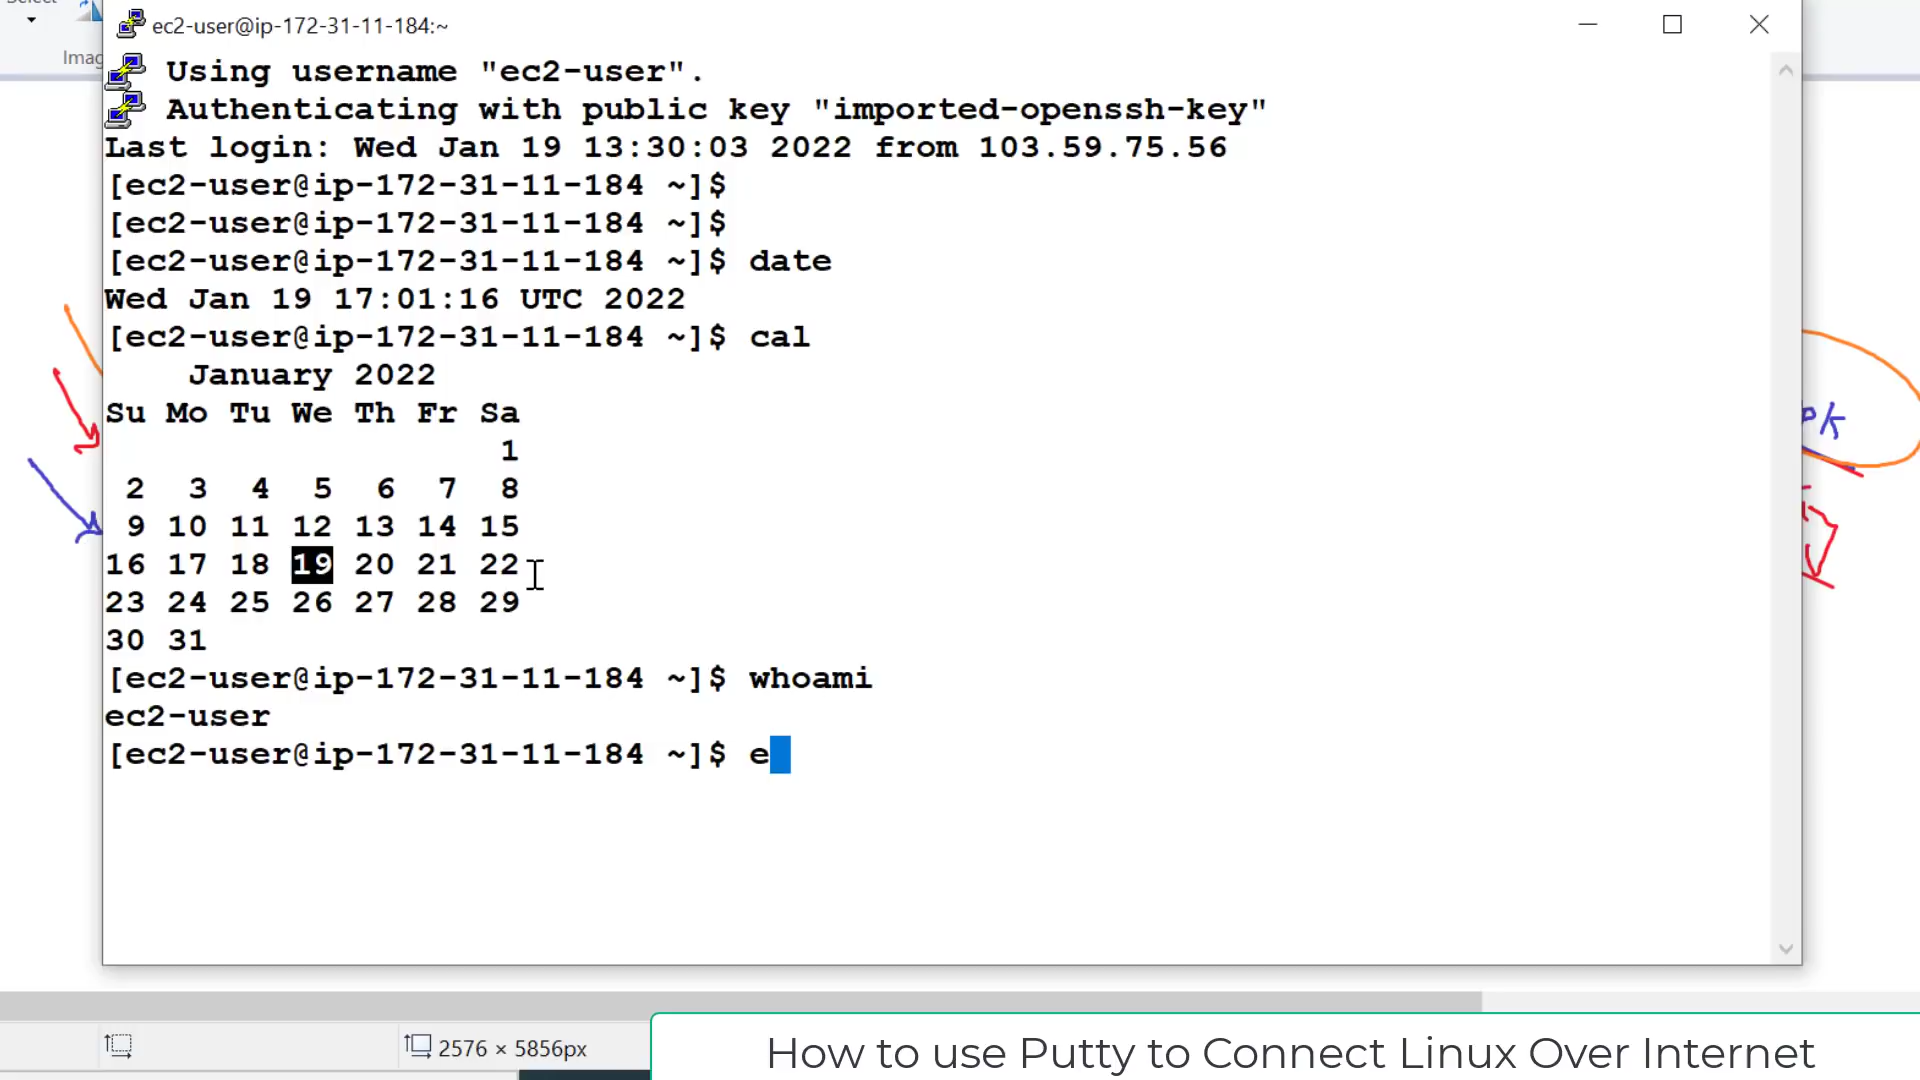 ec2-user@ip-172-31-11-184:~
Imag
Using username "ec2-user".
Authenticating with public key "imported-openssh-key"
Last login: Wed Jan 19 13:30:03 2022 from 103.59.75.56
[ec2-user@ip-172-31-11-184 ~]$
[ec2-user@ip-172-31-11-184 ~]$
[ec2-user@ip-172-31-11-184 ~]$ date
Wed Jan 19 17:01:16 UTC 2022
[ec2-user@ip-172-31-11-184 ~]$ cal
January 2022
Su Mo Tu We Th Fr Sa
1
2 3 4 5 6 7 8
9 10 11 12 13 14 15
16 17 18 19 20 21 22
23 24 25 26 27 28 29
30 31
[ec2-user@ip-172-31-11-184 ~]$ whoami
ec2-user
[ec2-user@ip-172-31-11-184 ~]$ e
2576 × 5856px
How to use Putty to Connect Linux Over Internet